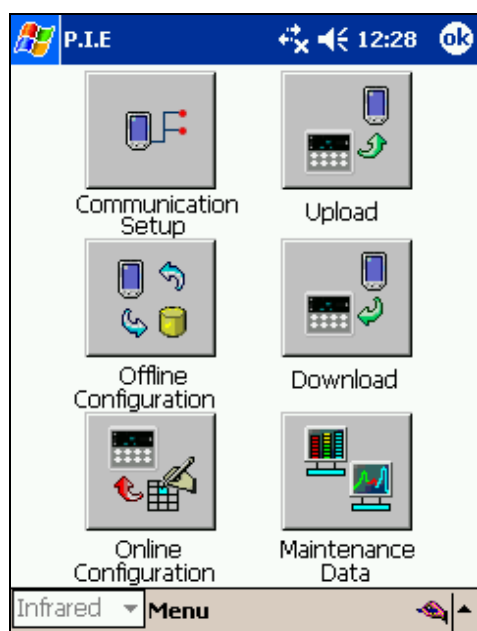 P.I.E 12:28 ok
Communication
Setup
Upload
Offline
Configuration
Download
Online
Configuration
Maintenance
Data
Infrared Menu